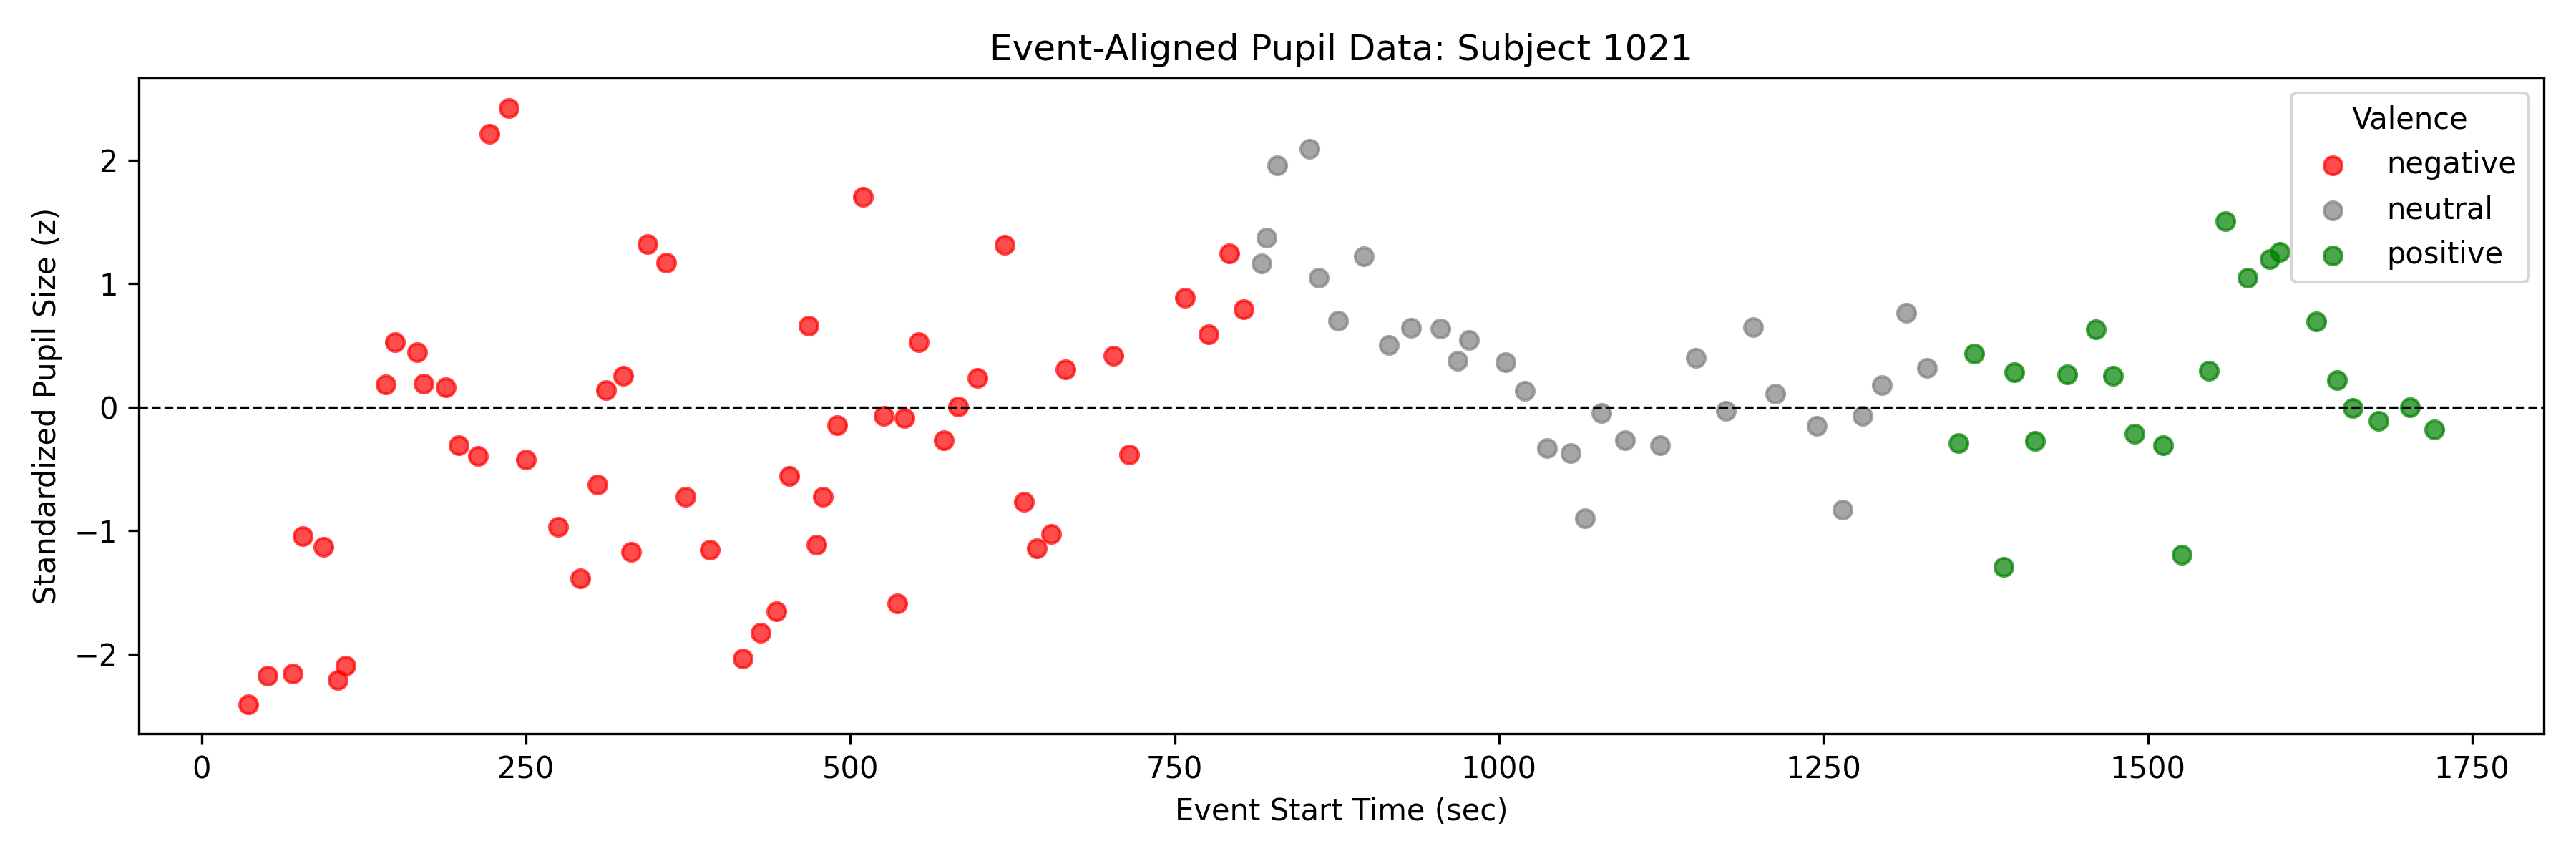 Event-Aligned Pupil Data: Subject 1021
Standardized Pupil Size (z)
2
1
0
−1
−2
Valence
negative
neutral
positive
0 250 500 750 1000 1250 1500 1750
Event Start Time (sec)